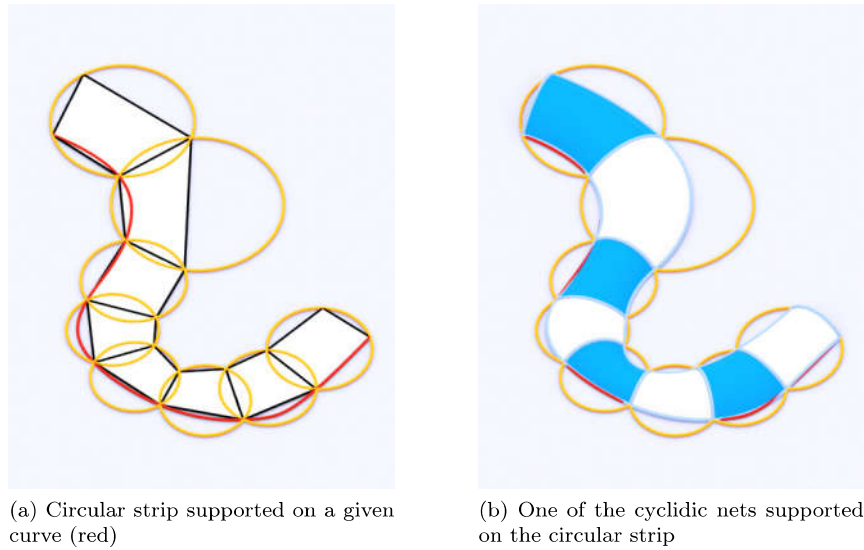 (a) Circular strip supported on a given
curve (red)
(b) One of the cyclidic nets supported
on the circular strip